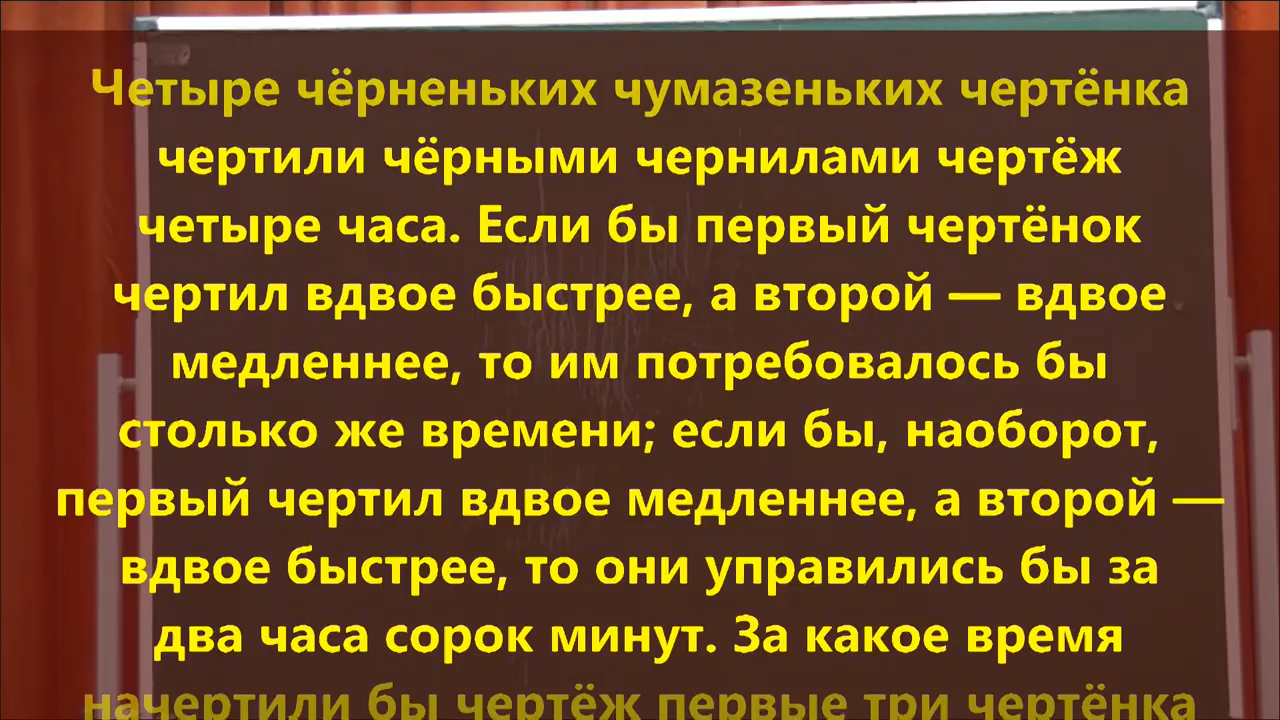 Четыре чёрненьких чумазеньких чертёнка
чертили чёрными чернилами чертёж
четыре часа. Если бы первый чертёнок
чертил вдвое быстрее, а второй — вдвое
медленнее, то им потребовалось бы
столько же времени; если бы, наоборот,
первый чертил вдвое медленнее, а второй —
вдвое быстрее, то они управились бы за
два часа сорок минут. За какое время
начертили бы чертёж первые три чертёнка